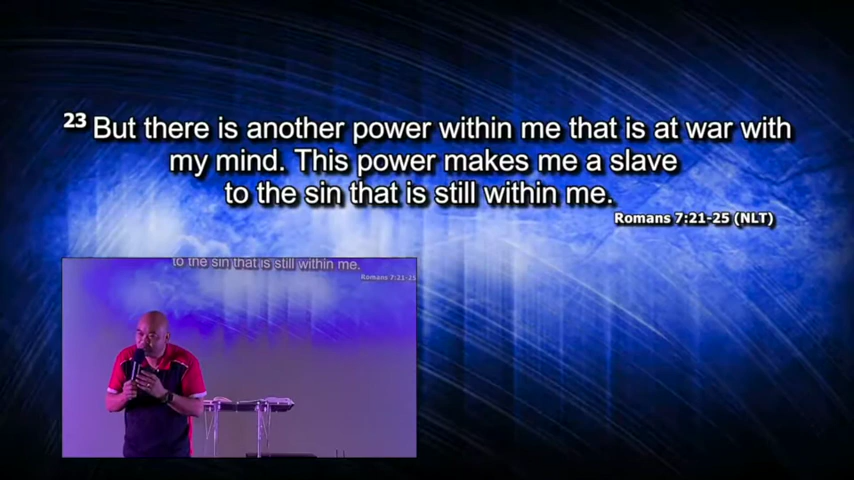 23 But there is another power within me that is at war with
my mind. This power makes me a slave
to the sin that is still within me.
Romans 7:21-25 (NLT)
to the sin that is still within me.
Romans 7:21-25